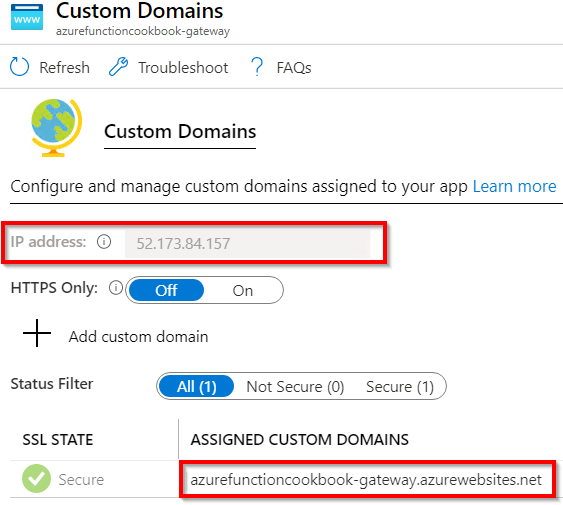 www
Custom Domains
azurefunctioncookbook-gateway
Refresh Troubleshoot ? FAQs
Custom Domains
Configure and manage custom domains assigned to your app Learn more
IP address: 52.173.84.157
HTTPS Only: Off On
Add custom domain
Status Filter All (1) Not Secure (0) Secure (1)
SSL STATE ASSIGNED CUSTOM DOMAINS
Secure azurefunctioncookbook-gateway.azurewebsites.net